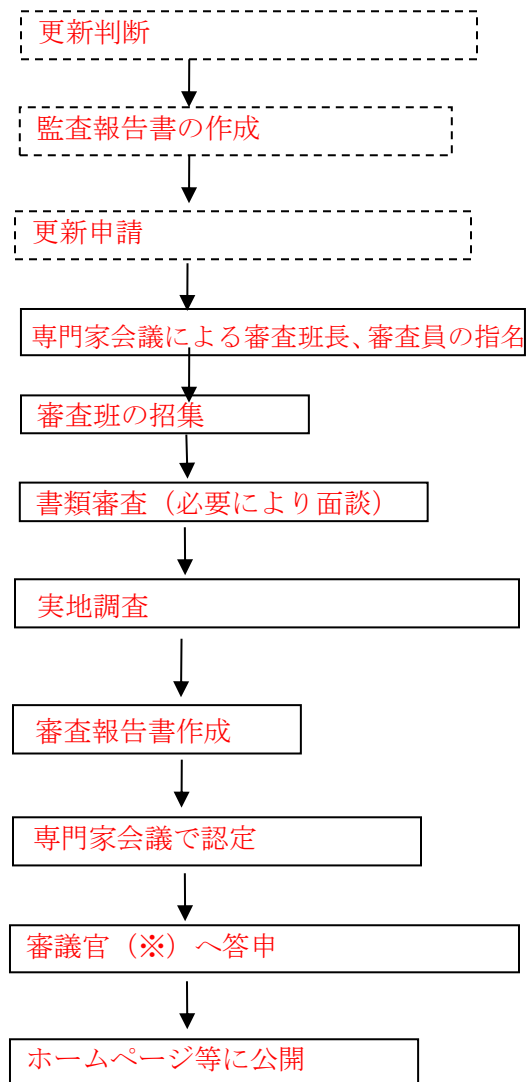 更新判断
監査報告書の作成
更新申請
専門家会議による審査班長、審査員の指名
審査班の招集
書類審査（必要により面談）
実地調査
審査報告書作成
専門家会議で認定
審議官（※）へ答申
ホームページ等に公開